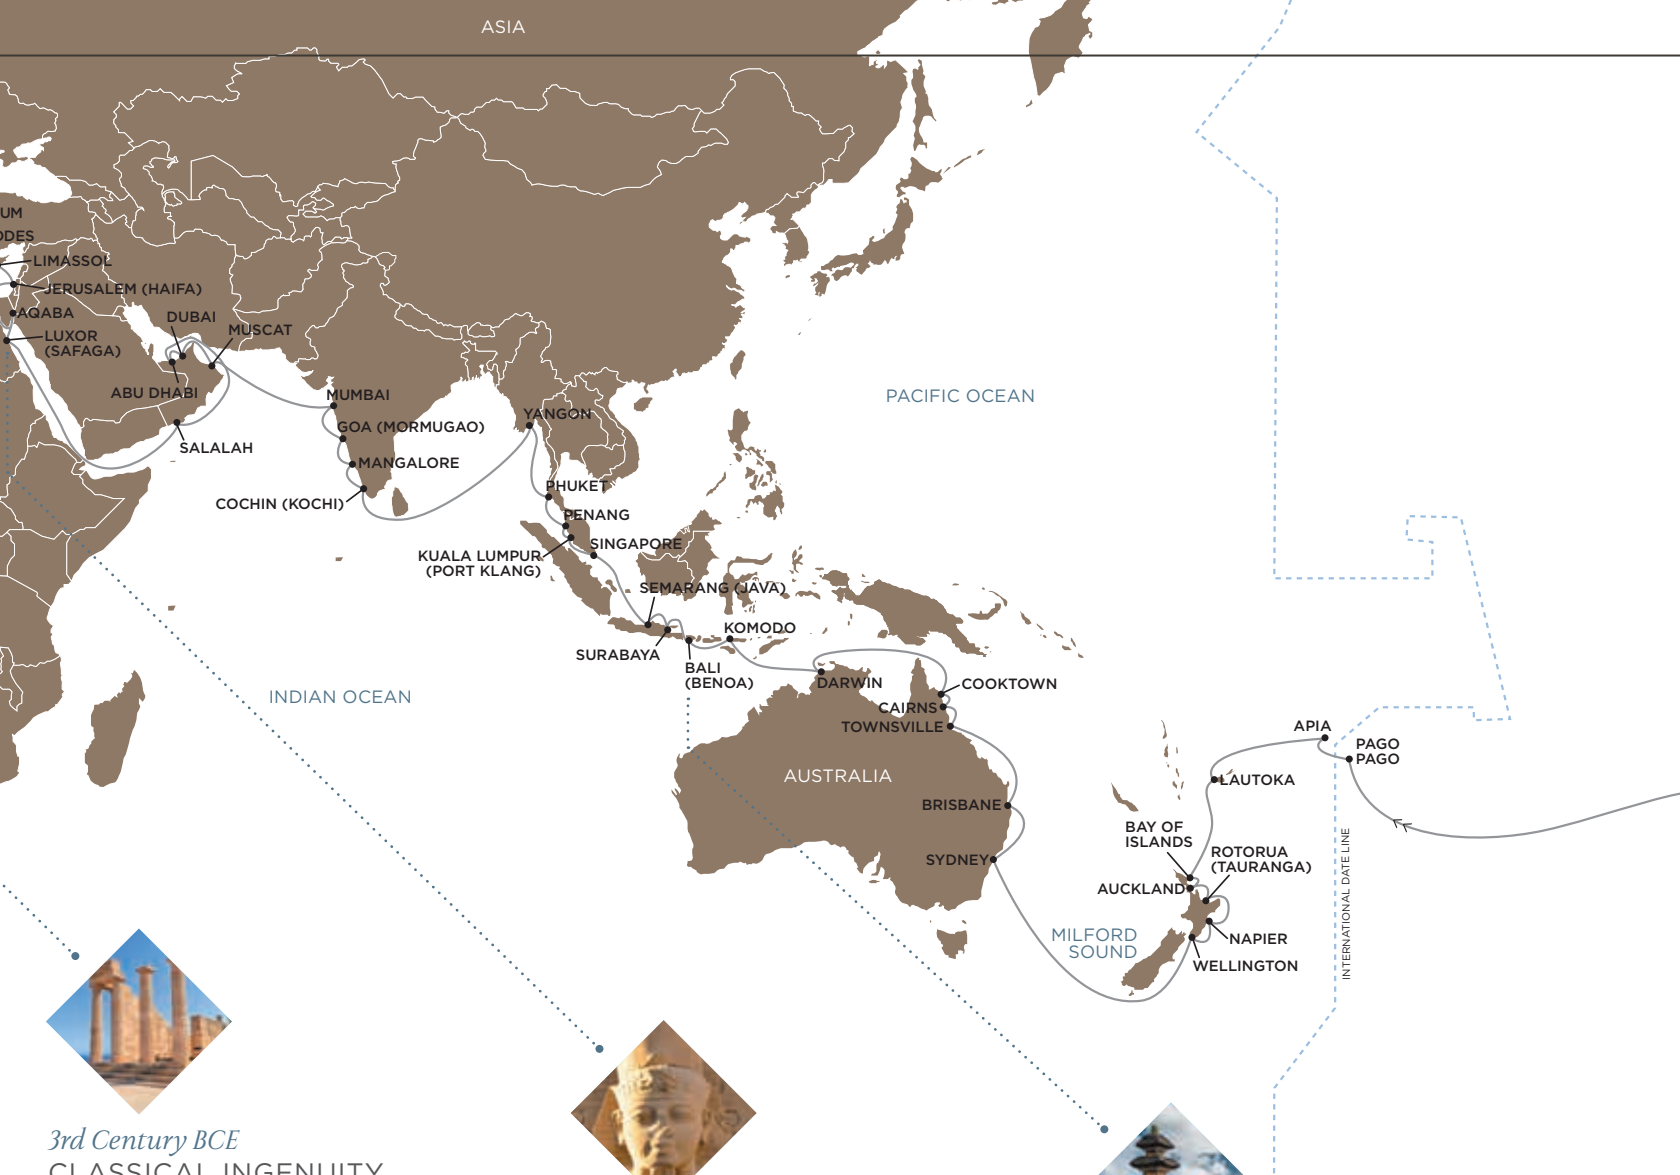 ASIA
UM
ODES
LIMASSOL
JERUSALEM (HAIFA)
AQABA
LUXOR
(SAFAGA)
DUBAI
MUSCAT
ABU DHABI
SALALAH
MUMBAI
GOA (MORMUGAO)
MANGALORE
COCHIN (KOCHI)
YANGON
PHUKET
PENANG
KUALA LUMPUR
(PORT KLANG)
SINGAPORE
SEMARANG (JAVA)
SURABAYA
BALI
(BENOA)
KOMODO
PACIFIC OCEAN
INDIAN OCEAN
DARWIN
COOKTOWN
CAIRNS
TOWNSVILLE
AUSTRALIA
BRISBANE
SYDNEY
APIA
PAGO
PAGO
LAUTOKA
BAY OF
ISLANDS
ROTORUA
(TAURANGA)
AUCKLAND
NAPIER
WELLINGTON
MILFORD
SOUND
INTERNATIONAL DATE LINE
3rd Century BCE
CLASSICAL INGENUITY